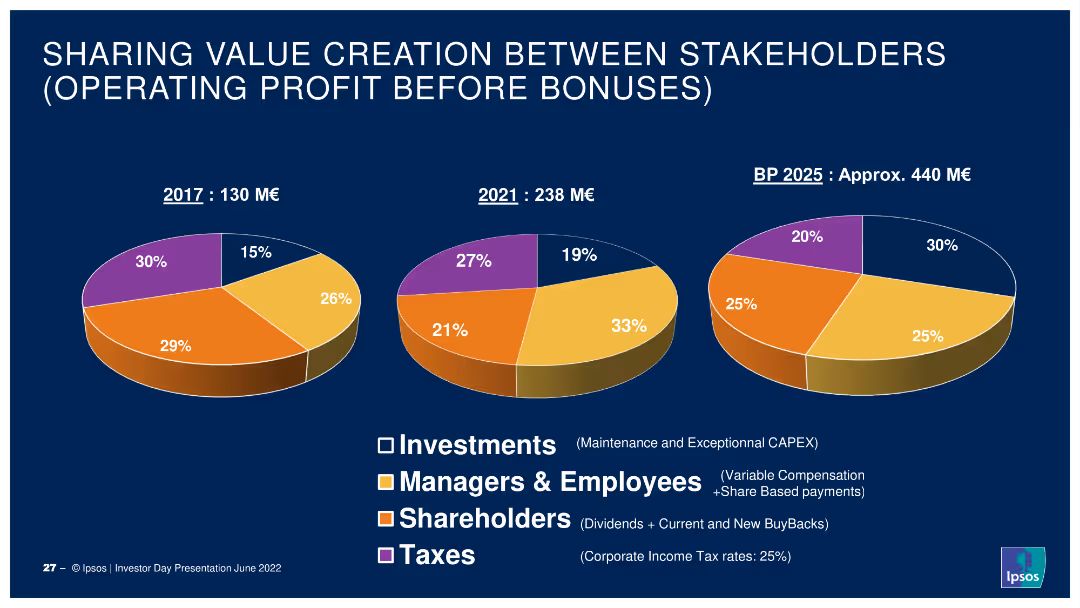 SHARING VALUE CREATION BETWEEN STAKEHOLDERS
(OPERATING PROFIT BEFORE BONUSES)
2017 : 130 M€
2021 : 238 M€
BP 2025 : Approx. 440 M€
30%
15%
26%
29%
27%
19%
33%
21%
20%
30%
25%
25%
Investments (Maintenance and Exceptionnal CAPEX)
Managers & Employees (Variable Compensation
+Share Based payments)
Shareholders (Dividends + Current and New BuyBacks)
Taxes (Corporate Income Tax rates: 25%)
27 – © Ipsos | Investor Day Presentation June 2022
Ipsos